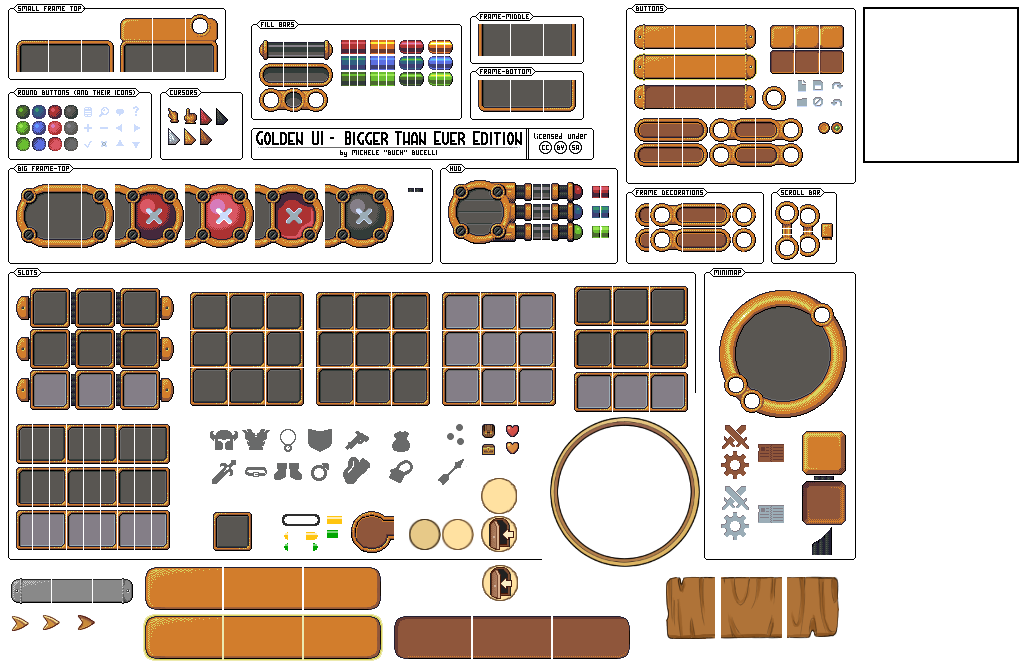 SMALL FRAME TOP
FILL BARS
FRAME-MIDDLE
BUTTONS
FRAME-BOTTOM
ROUND BUTTONS (AND THEIR ICONS)
CURSORS
GOLDEN UI - BIGGER THAN EVER EDITION
by MICHELE "BUCH" BUCELLI
licensed under
CC BY SA
BIG FRAME-TOP
HUD
FRAME DECORATIONS
SCROLL BAR
SLOTS
MINIMAP